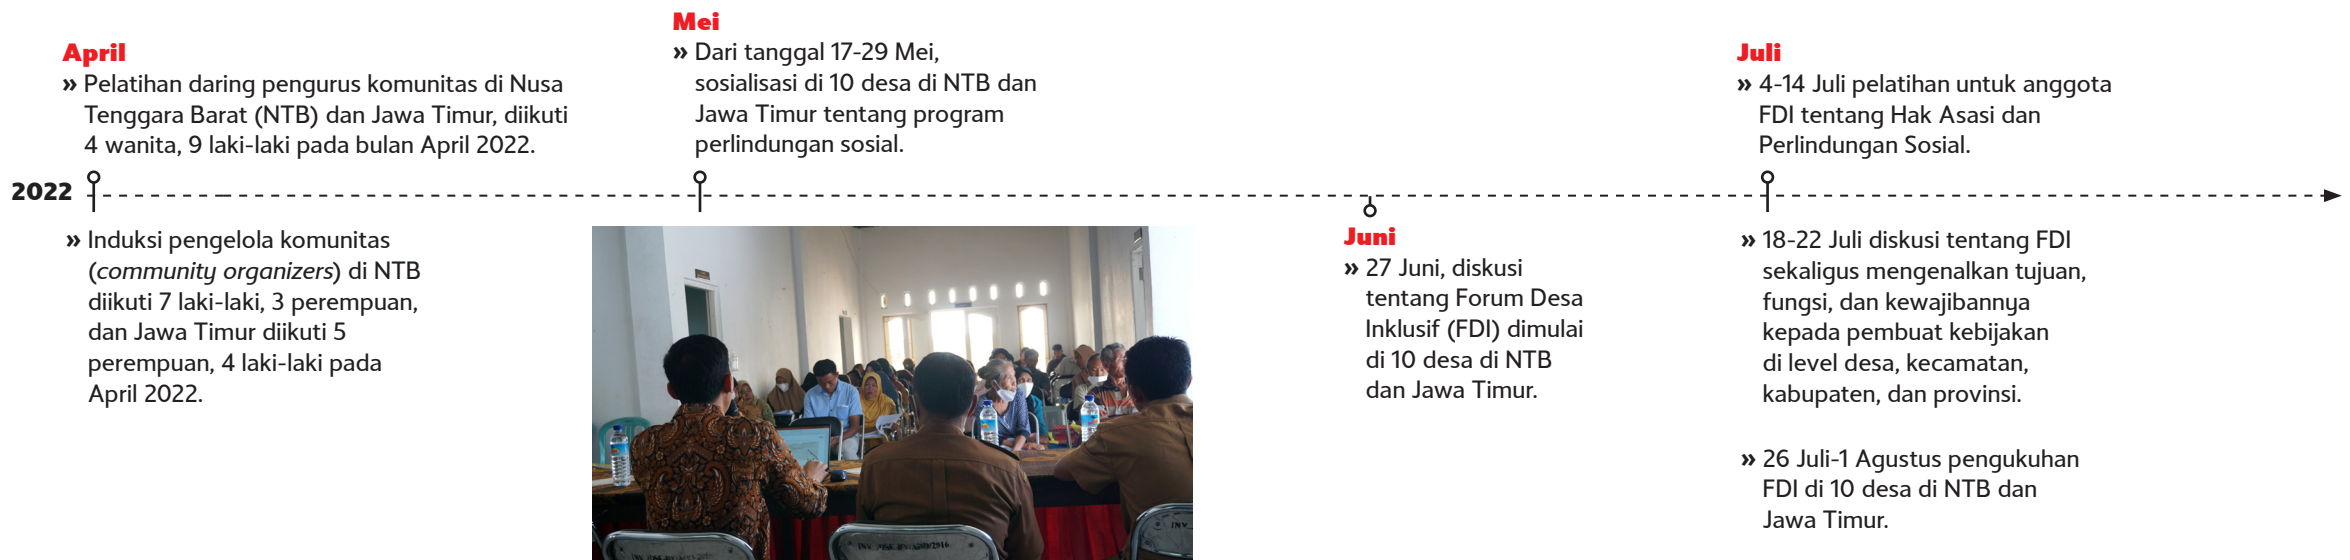 April
» Pelatihan daring pengurus komunitas di Nusa
Tenggara Barat (NTB) dan Jawa Timur, diikuti
4 wanita, 9 laki-laki pada bulan April 2022.
Mei
» Dari tanggal 17-29 Mei,
sosialisasi di 10 desa di NTB dan
Jawa Timur tentang program
perlindungan sosial.
Juli
» 4-14 Juli pelatihan untuk anggota
FDI tentang Hak Asasi dan
Perlindungan Sosial.
2022
» Induksi pengelola komunitas
(community organizers) di NTB
diikuti 7 laki-laki, 3 perempuan,
dan Jawa Timur diikuti 5
perempuan, 4 laki-laki pada
April 2022.
Juni
» 27 Juni, diskusi
tentang Forum Desa
Inklusif (FDI) dimulai
di 10 desa di NTB
dan Jawa Timur.
» 18-22 Juli diskusi tentang FDI
sekaligus mengenalkan tujuan,
fungsi, dan kewajibannya
kepada pembuat kebijakan
di level desa, kecamatan,
kabupaten, dan provinsi.
» 26 Juli-1 Agustus pengukuhan
FDI di 10 desa di NTB dan
Jawa Timur.